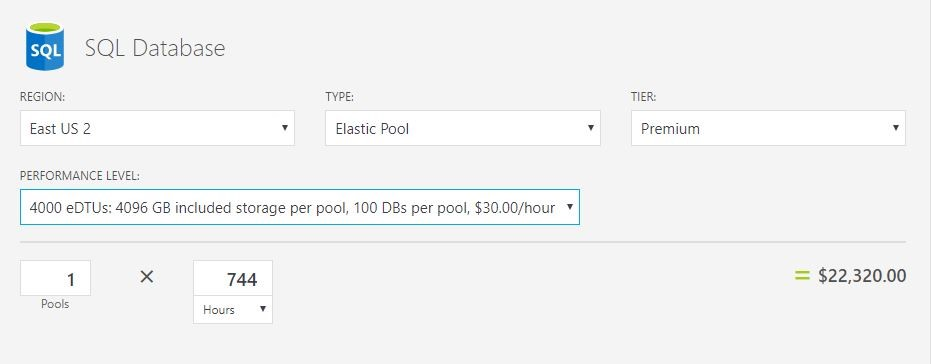 SQL
SQL Database
REGION:
East US 2
TYPE:
Elastic Pool
TIER:
Premium
PERFORMANCE LEVEL:
4000 eDTUs: 4096 GB included storage per pool, 100 DBs per pool, $30.00/hour
1
Pools
×
744
Hours
= $22,320.00